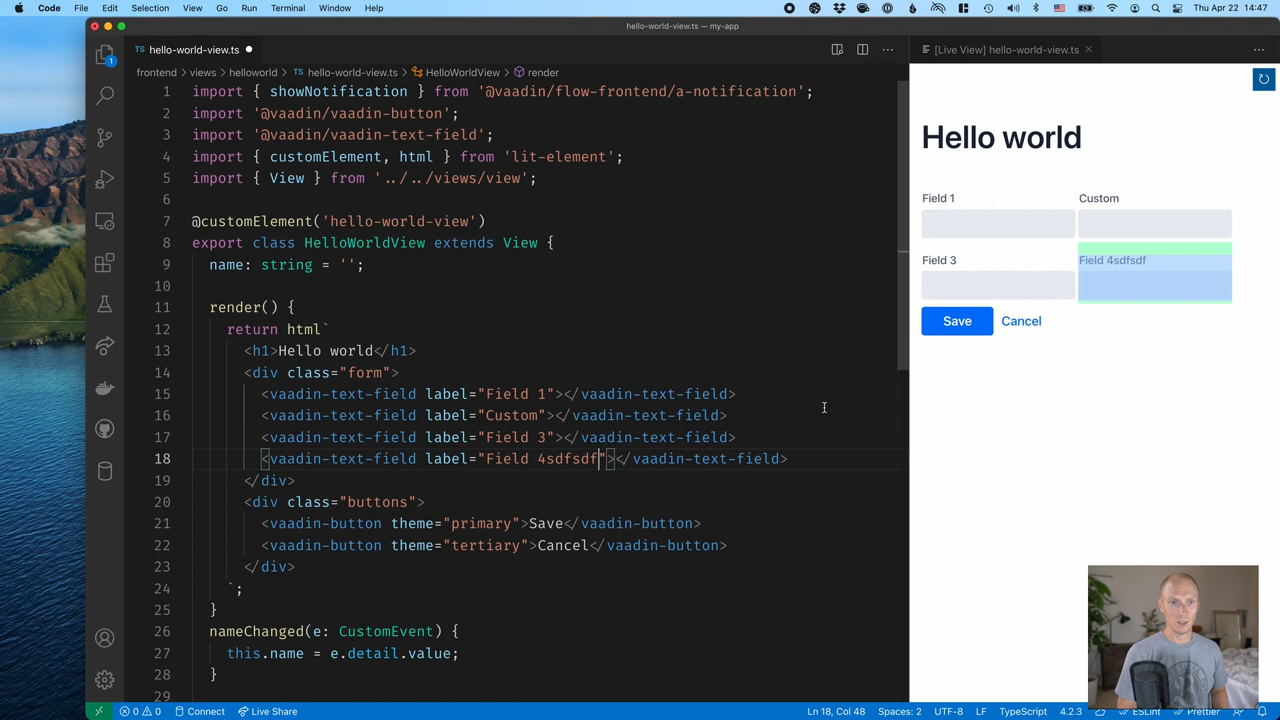 Code File Edit Selection View Go Run Terminal Window Help Thu Apr 22 14:47
hello-world-view.ts — my-app
TS hello-world-view.ts
[Live View] hello-world-view.ts
frontend › views › helloworld › TS hello-world-view.ts › HelloWorldView › render
1 import { showNotification } from '@vaadin/flow-frontend/a-notification';
2 import '@vaadin/vaadin-button';
3 import '@vaadin/vaadin-text-field';
4 import { customElement, html } from 'lit-element';
5 import { View } from '../../views/view';
6
7 @customElement('hello-world-view')
8 export class HelloWorldView extends View {
9 name: string = '';
10
11 render() {
12 return html`
13 <h1>Hello world</h1>
14 <div class="form">
15 <vaadin-text-field label="Field 1"></vaadin-text-field>
16 <vaadin-text-field label="Custom"></vaadin-text-field>
17 <vaadin-text-field label="Field 3"></vaadin-text-field>
18 <vaadin-text-field label="Field 4sdfsdf"></vaadin-text-field>
19 </div>
20 <div class="buttons">
21 <vaadin-button theme="primary">Save</vaadin-button>
22 <vaadin-button theme="tertiary">Cancel</vaadin-button>
23 </div>
24 `;
25 }
26 nameChanged(e: CustomEvent) {
27 this.name = e.detail.value;
28 }
29
Hello world
Field 1 Custom
Field 3 Field 4sdfsdf
Save Cancel
1
0 0 Connect Live Share Ln 18, Col 48 Spaces: 2 UTF-8 LF TypeScript 4.2.3 ESLint Prettier